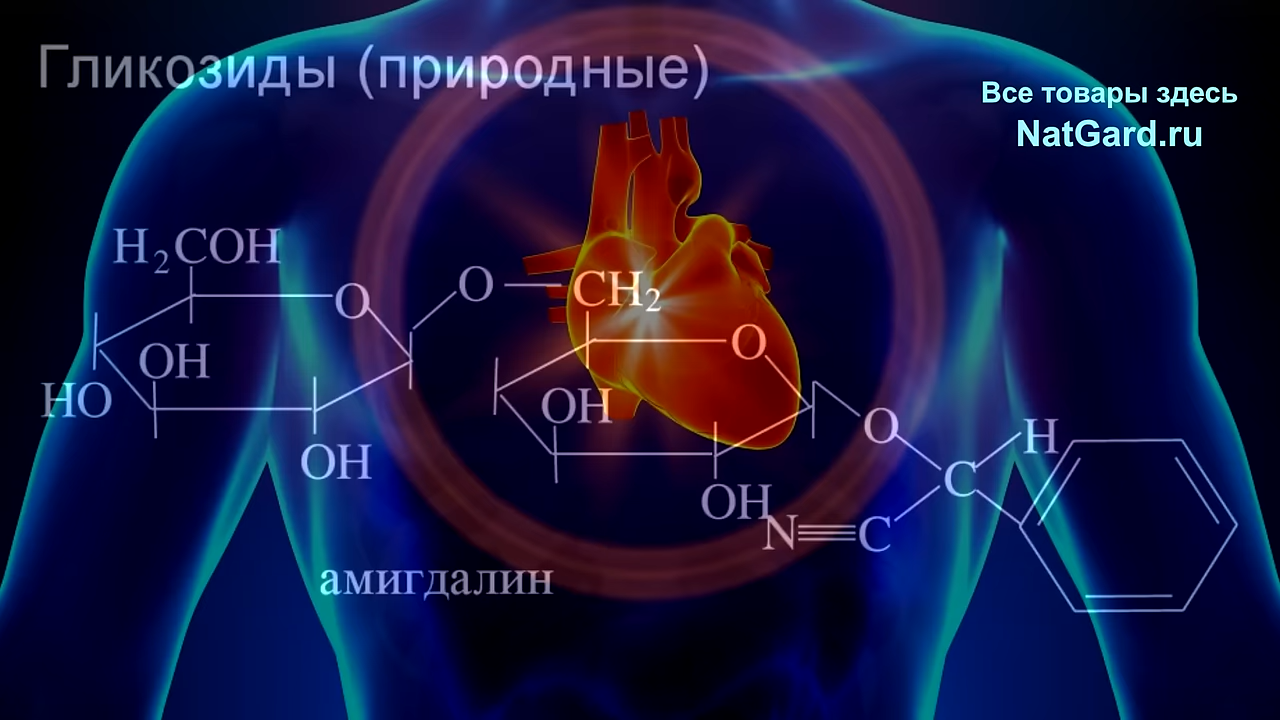 Гликозиды (природные)
Все товары здесь
NatGard.ru
H₂COH
O
O
CH₂
OH
HO
O
OH
OH
O
H
C
OH
N≡C
амигдалин